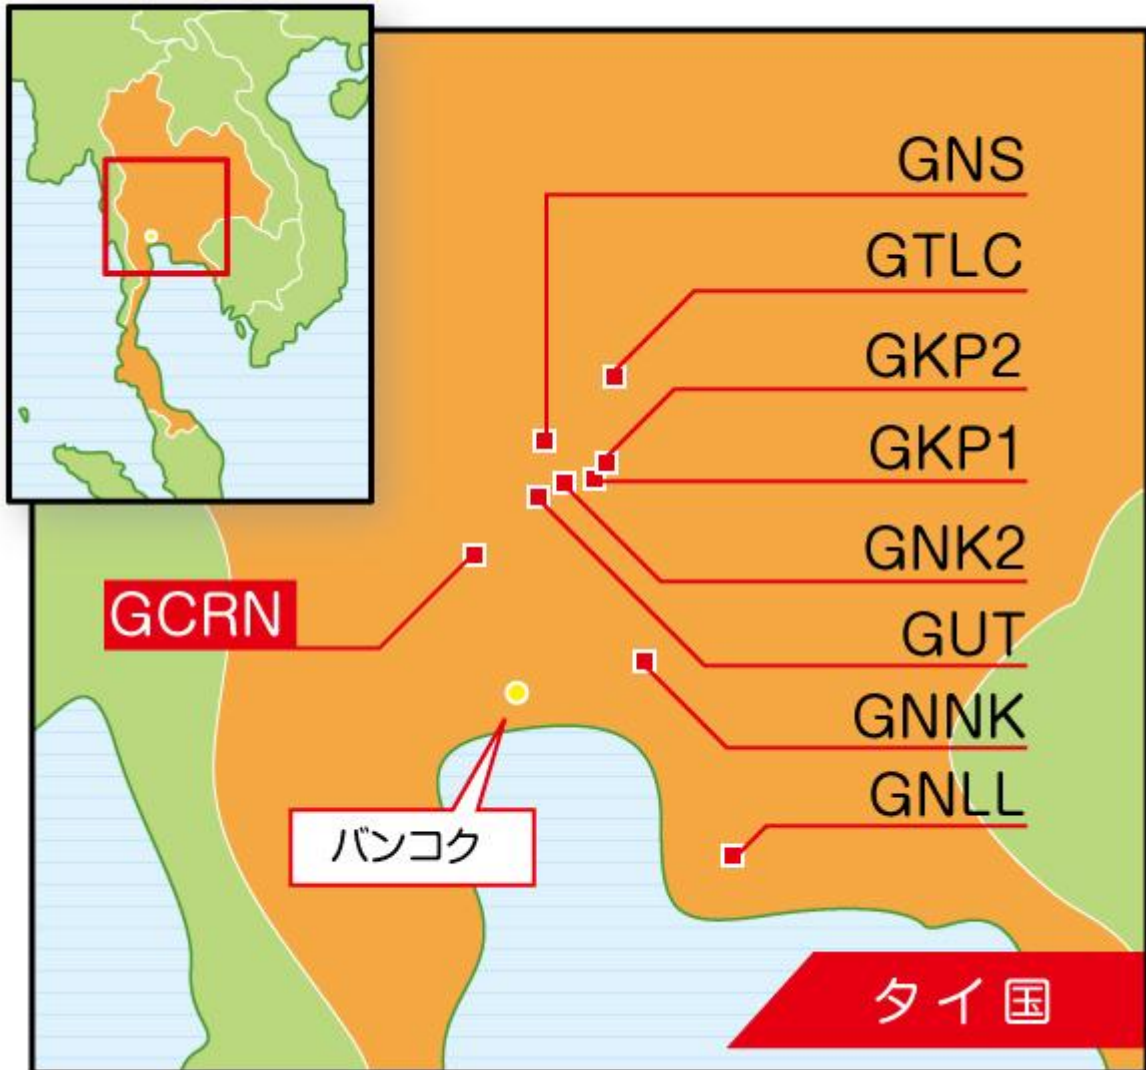 GNS
GTLC
GKP2
GKP1
GNK2
GCRN
GUT
GNNK
GNLL
バンコク
タイ国